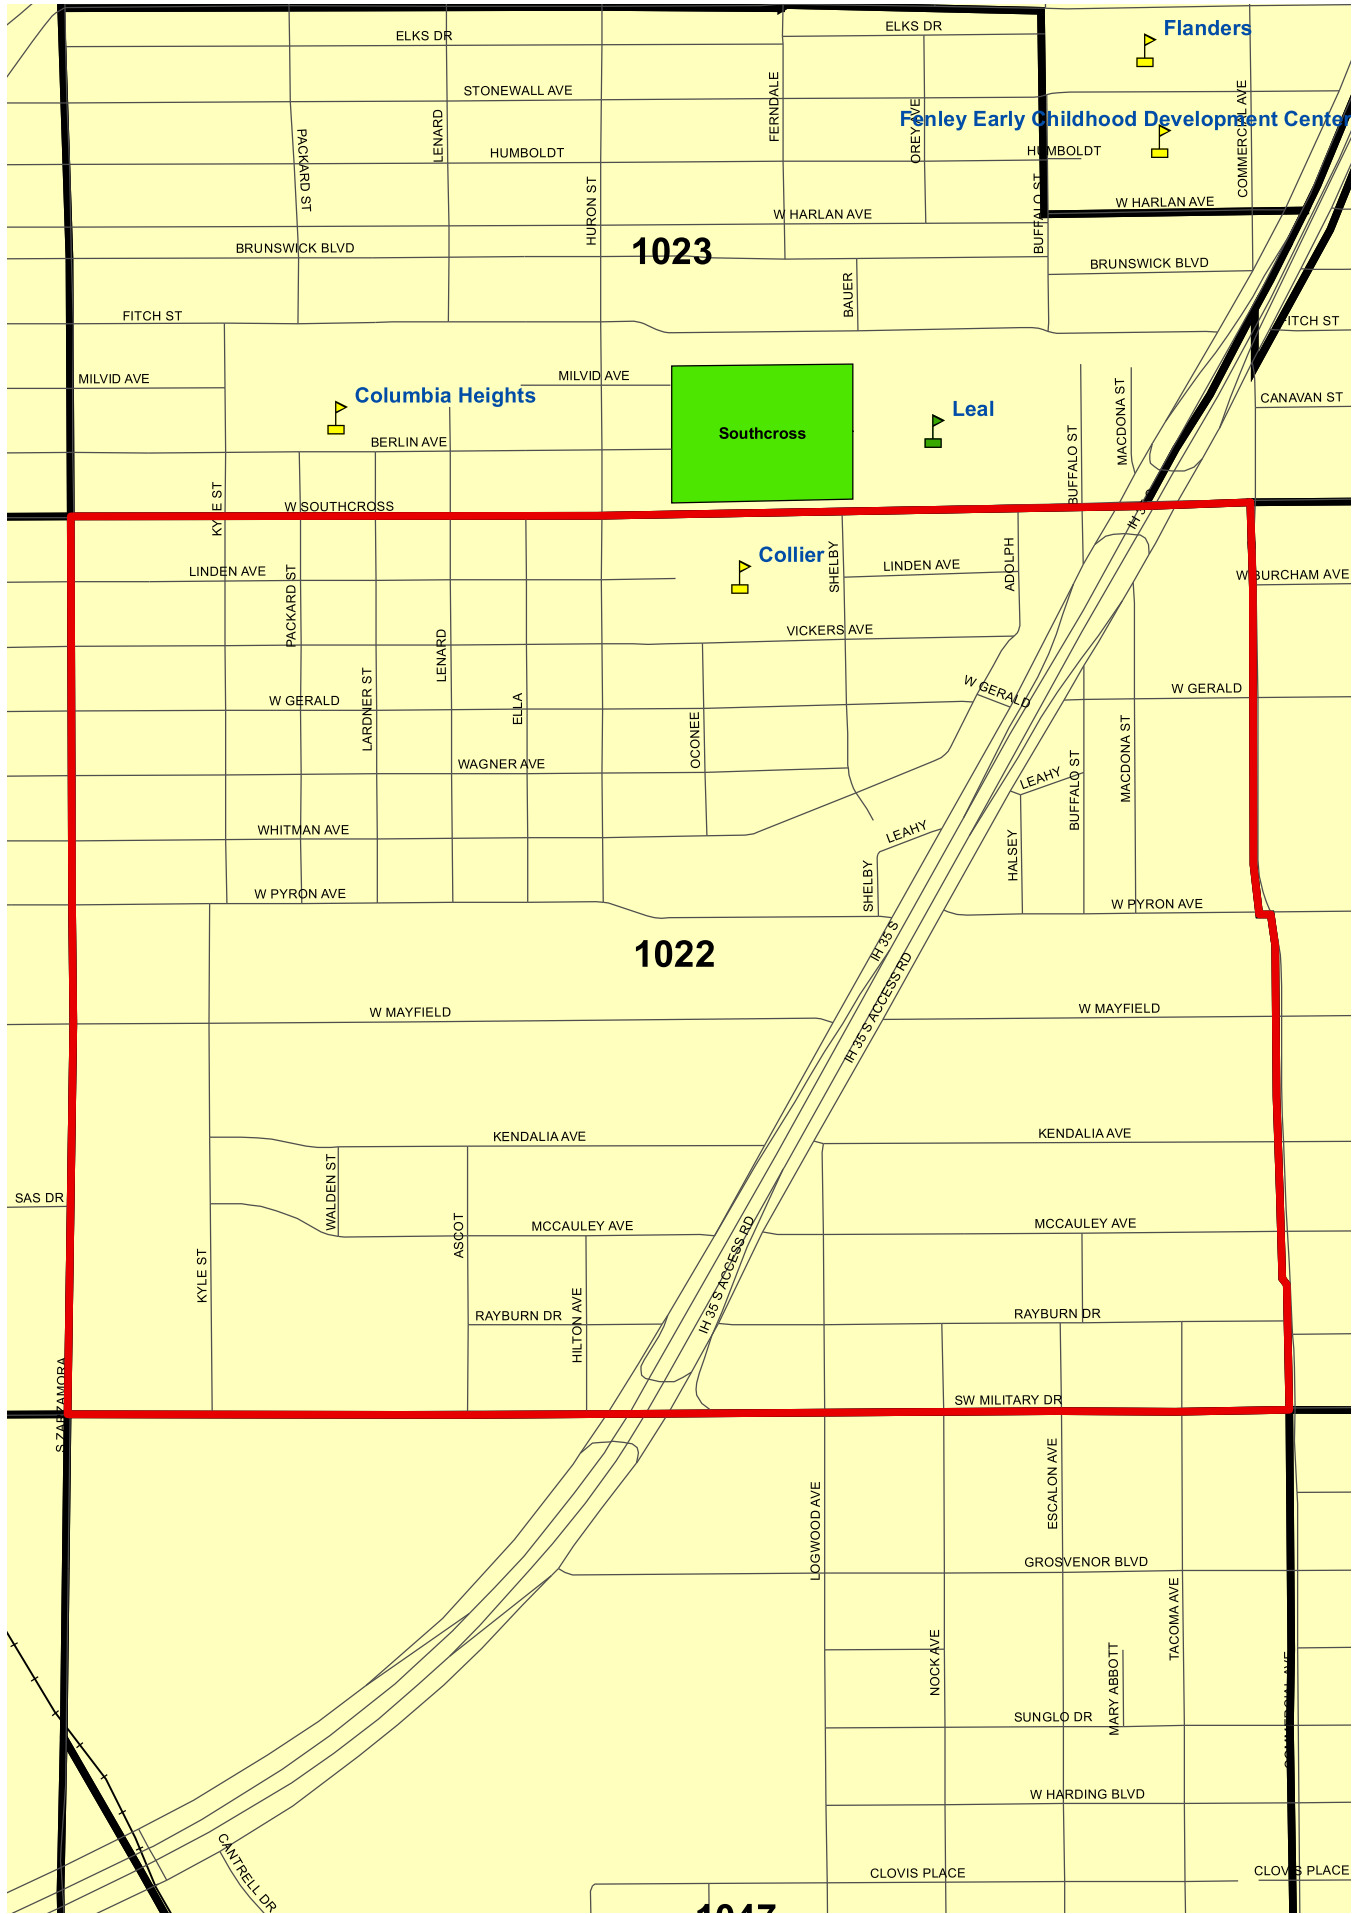 Flanders
ELKS DR
ELKS DR
STONEWALL AVE
FERNDALE
OREY AVE
COMMERCIAL AVE
Fenley Early Childhood Development Center
PACKARD ST
LENARD
HUMBOLDT
HUMBOLDT
HURON ST
BUFFALO ST
W HARLAN AVE
W HARLAN AVE
BRUNSWICK BLVD
1023
BRUNSWICK BLVD
BAUER
FITCH ST
FITCH ST
MILVID AVE
MILVID AVE
Columbia Heights
CANAVAN ST
Leal
MACDONA ST
Southcross
BERLIN AVE
BUFFALO ST
KYLE ST
W SOUTHCROSS
IH 35 S
Collier
SHELBY
LINDEN AVE
LINDEN AVE
ADOLPH
W BURCHAM AVE
PACKARD ST
LENARD
VICKERS AVE
W GERALD
W GERALD
W GERALD
LARDNER ST
ELLA
OCONEE
WAGNER AVE
BUFFALO ST
MACDONA ST
LEAHY
WHITMAN AVE
LEAHY
HALSEY
SHELBY
W PYRON AVE
W PYRON AVE
1022
IH 35 S
IH 35 S ACCESS RD
W MAYFIELD
W MAYFIELD
KENDALIA AVE
KENDALIA AVE
WALDEN ST
SAS DR
ASCOT
MCCAULEY AVE
MCCAULEY AVE
KYLE ST
IH 35 S ACCESS RD
RAYBURN DR
RAYBURN DR
HILTON AVE
S ZARZAMORA
SW MILITARY DR
LOGWOOD AVE
ESCALON AVE
GROSVENOR BLVD
TACOMA AVE
NOCK AVE
MARY ABBOTT
COMMERCIAL AVE
SUNGLO DR
W HARDING BLVD
CANTRELL DR
CLOVIS PLACE
CLOVIS PLACE
1047